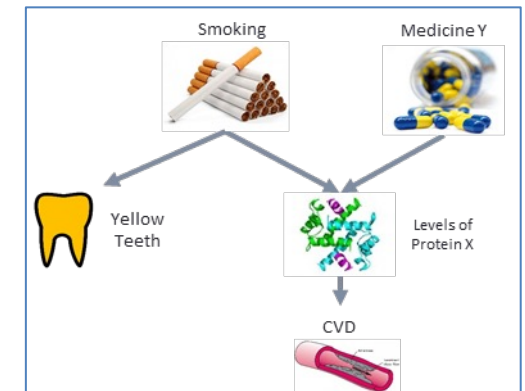 Smoking
Medicine Y
Yellow
Teeth
Levels of
Protein X
CVD